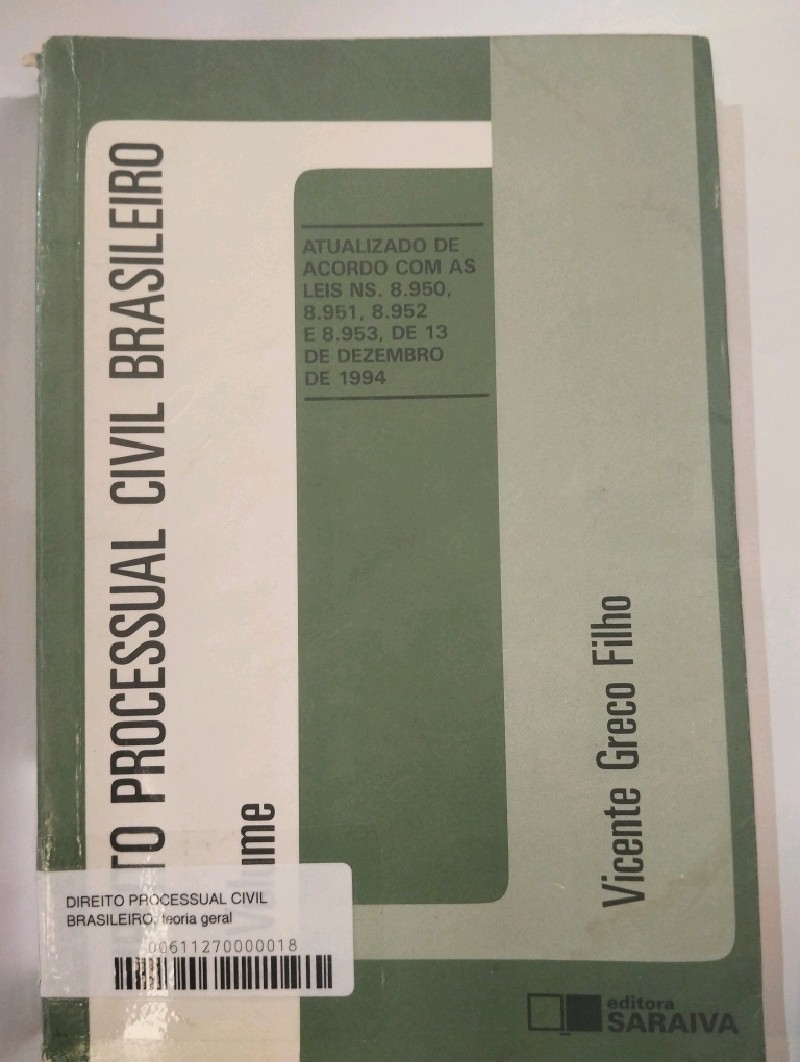 TO PROCESSUAL CIVIL BRASILEIRO
ATUALIZADO DE
ACORDO COM AS
LEIS NS. 8.950,
8.951, 8.952
E 8.953, DE 13
DE DEZEMBRO
DE 1994
Volume
Vicente Greco Filho
DIREITO PROCESSUAL CIVIL
BRASILEIRO: teoria geral
00611270000018
editora
SARAIVA